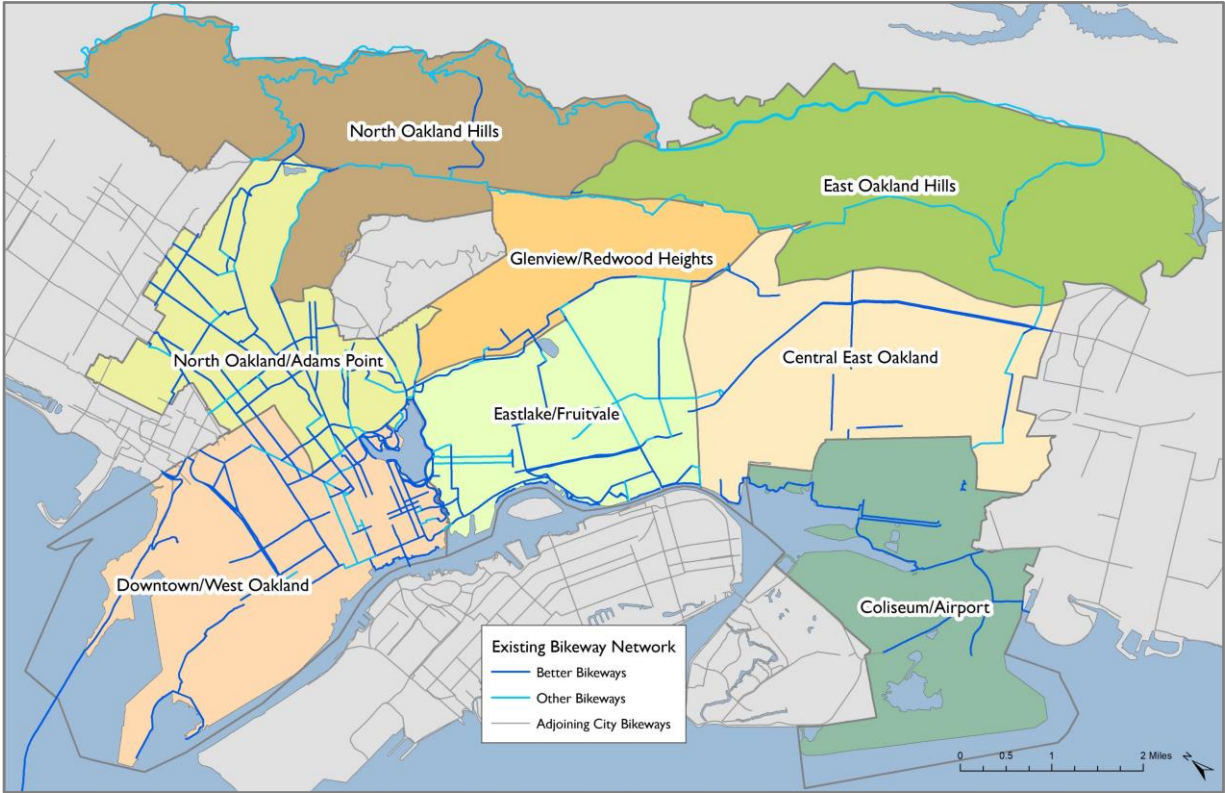 North Oakland Hills
East Oakland Hills
Glenview/Redwood Heights
North Oakland/Adams Point
Central East Oakland
Eastlake/Fruitvale
Downtown/West Oakland
Coliseum/Airport
Existing Bikeway Network
Better Bikeways
Other Bikeways
Adjoining City Bikeways
0 0.5 1 2 Miles
N